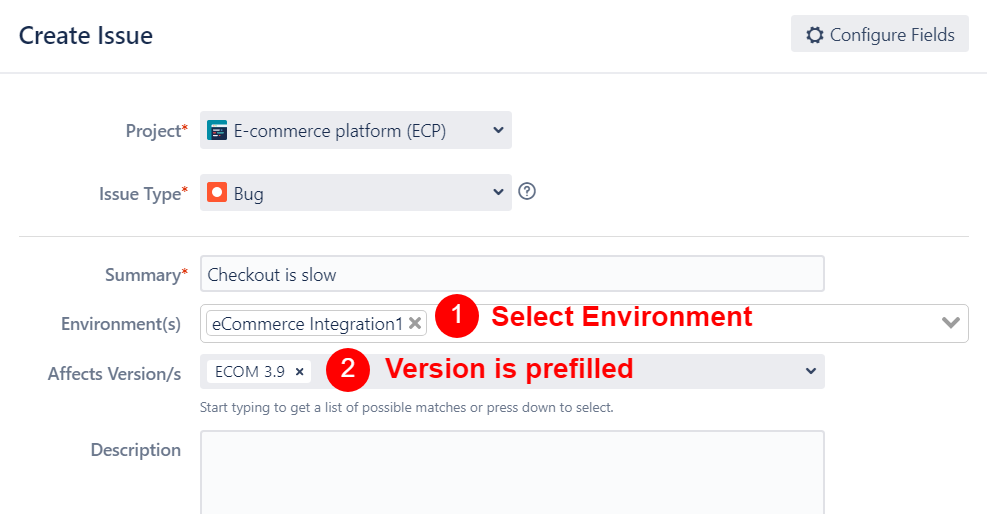 Create Issue
Configure Fields
Project* E-commerce platform (ECP)
Issue Type* Bug ?
Summary* Checkout is slow
Environment(s) eCommerce Integration1 × 1 Select Environment
Affects Version/s ECOM 3.9 × 2 Version is prefilled
Start typing to get a list of possible matches or press down to select.
Description